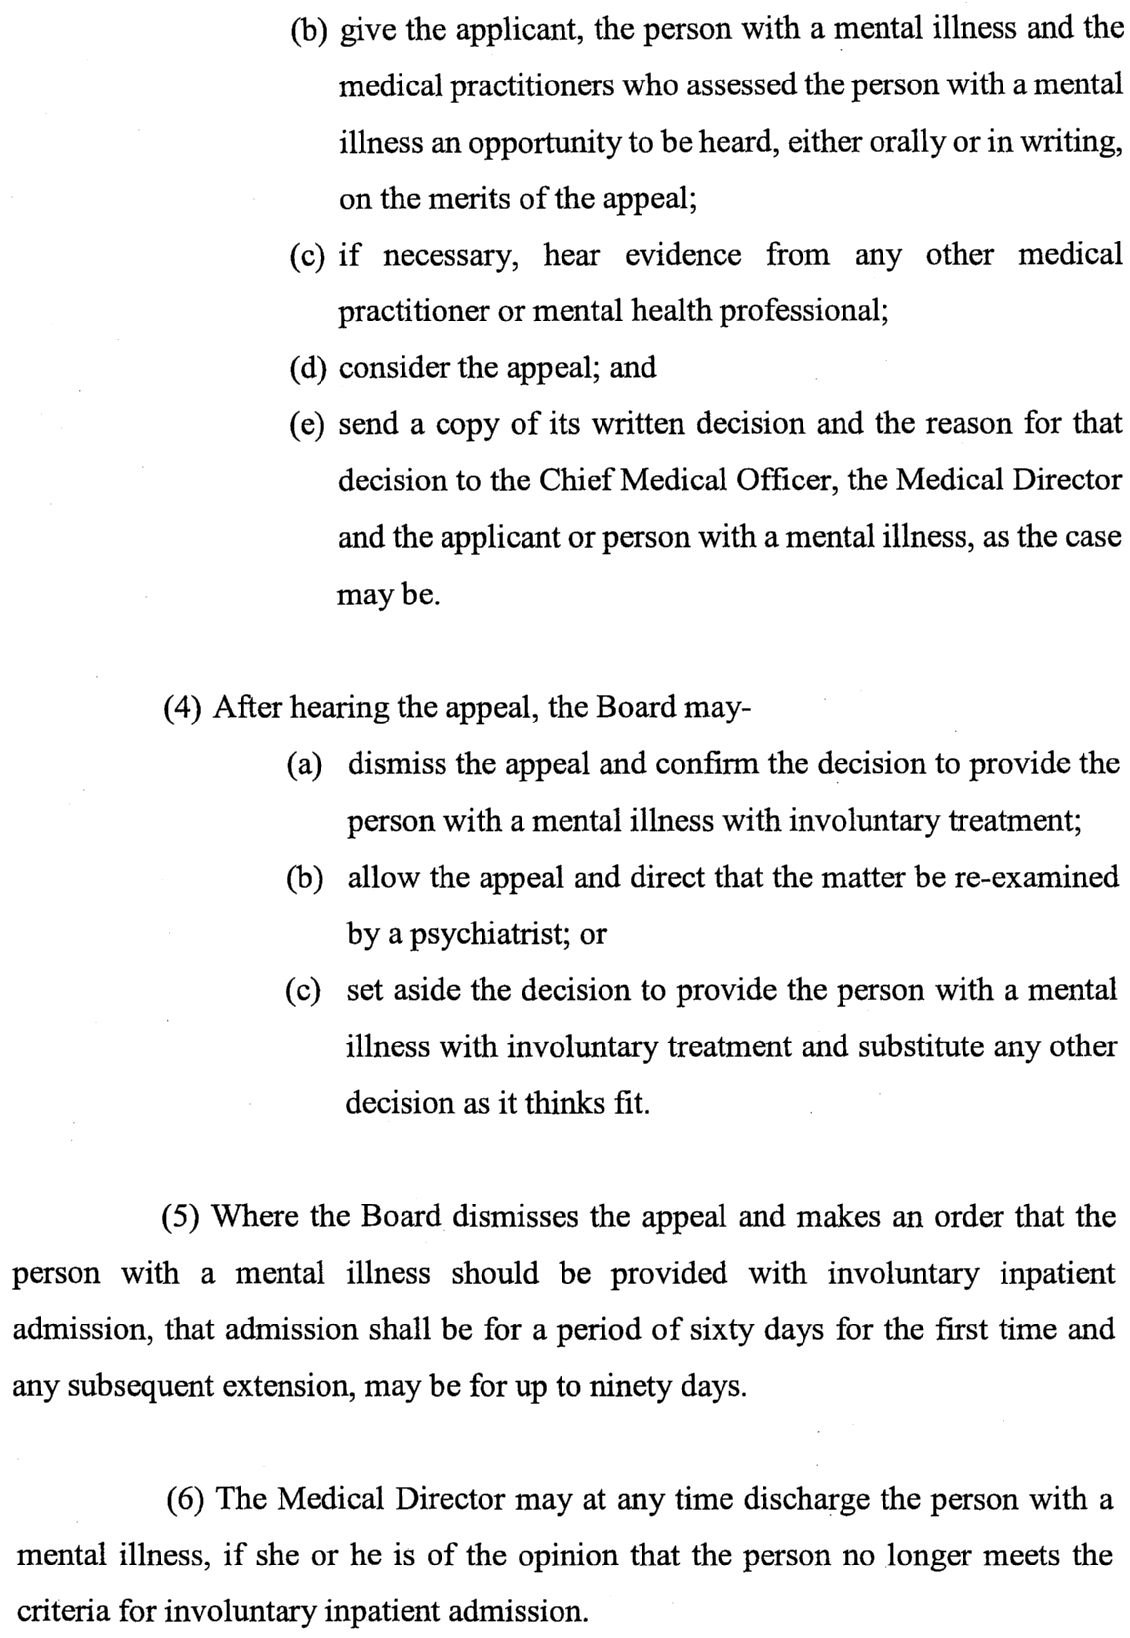 (b) give the applicant, the person with a mental illness and the
medical practitioners who assessed the person with a mental
illness an opportunity to be heard, either orally or in writing,
on the merits of the appeal;
(c) if necessary, hear evidence from any other medical
practitioner or mental health professional;
(d) consider the appeal; and
(e) send a copy of its written decision and the reason for that
decision to the Chief Medical Officer, the Medical Director
and the applicant or person with a mental illness, as the case
may be.
(4) After hearing the appeal, the Board may-
(a) dismiss the appeal and confirm the decision to provide the
person with a mental illness with involuntary treatment;
(b) allow the appeal and direct that the matter be re-examined
by a psychiatrist; or
(c) set aside the decision to provide the person with a mental
illness with involuntary treatment and substitute any other
decision as it thinks fit.
(5) Where the Board dismisses the appeal and makes an order that the
person with a mental illness should be provided with involuntary inpatient
admission, that admission shall be for a period of sixty days for the first time and
any subsequent extension, may be for up to ninety days.
(6) The Medical Director may at any time discharge the person with a
mental illness, if she or he is of the opinion that the person no longer meets the
criteria for involuntary inpatient admission.